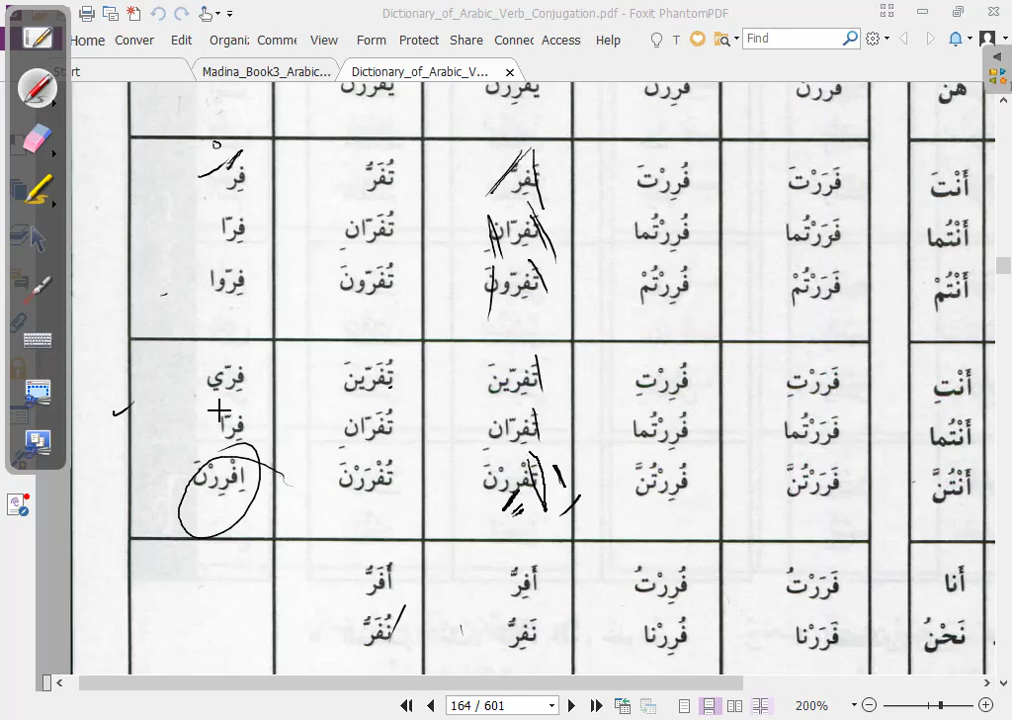 Dictionary_of_Arabic_Verb_Conjugation.pdf - Foxit PhantomPDF
Home Conver Edit Organi: Comme View Form Protect Share Connec Access Help Find
Start Madina_Book3_Arabic... Dictionary_of_Arabic_V...
هُنَّ فَرَرْنَ فُرِرْنَ يَفْرِرْنَ يُفْرَرْنَ
أَنْتَ فَرَرْتَ فُرِرْتَ تَفِرُّ تُفَرُّ فِرَّ
أَنْتُما فَرَرْتُما فُرِرْتُما تَفِرّانِ تُفَرّانِ فِرّا
أَنْتُمْ فَرَرْتُمْ فُرِرْتُمْ تَفِرّونَ تُفَرّونَ فِرّوا
أَنْتِ فَرَرْتِ فُرِرْتِ تَفِرّينَ تُفَرّينَ فِرّي
أَنْتُما فَرَرْتُما فُرِرْتُما تَفِرّانِ تُفَرّانِ فِرّا
أَنْتُنَّ فَرَرْتُنَّ فُرِرْتُنَّ تَفْرِرْنَ تُفْرَرْنَ اِفْرِرْنَ
أَنا فَرَرْتُ فُرِرْتُ أَفِرُّ أُفَرُّ
نَحْنُ فَرَرْنا فُرِرْنا نَفِرُّ نُفَرُّ
164 / 601 200%